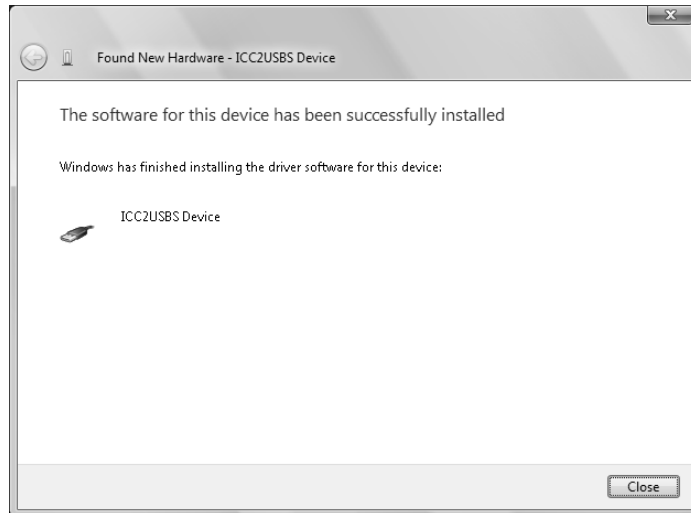 Found New Hardware - ICC2USBS Device
The software for this device has been successfully installed
Windows has finished installing the driver software for this device:
ICC2USBS Device
Close